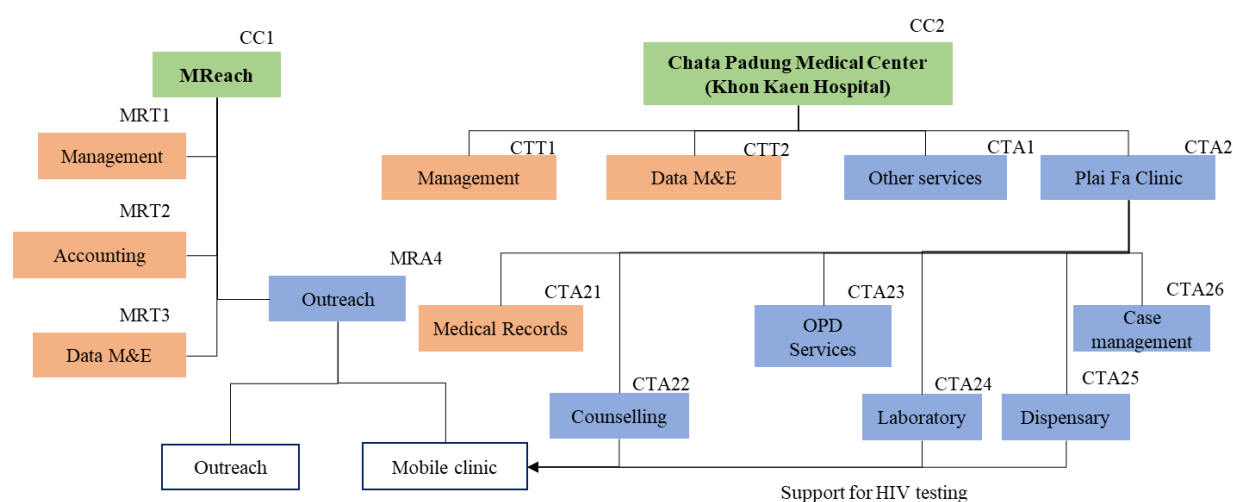 CC1
MReach
MRT1
Management
MRT2
Accounting
MRT3
Data M&E
MRA4
Outreach
Outreach
Mobile clinic
CC2
Chata Padung Medical Center
(Khon Kaen Hospital)
CTT1
Management
CTT2
Data M&E
CTA1
Other services
CTA2
Plai Fa Clinic
CTA21
Medical Records
CTA22
Counselling
CTA23
OPD
Services
CTA24
Laboratory
CTA25
Dispensary
CTA26
Case
management
Support for HIV testing